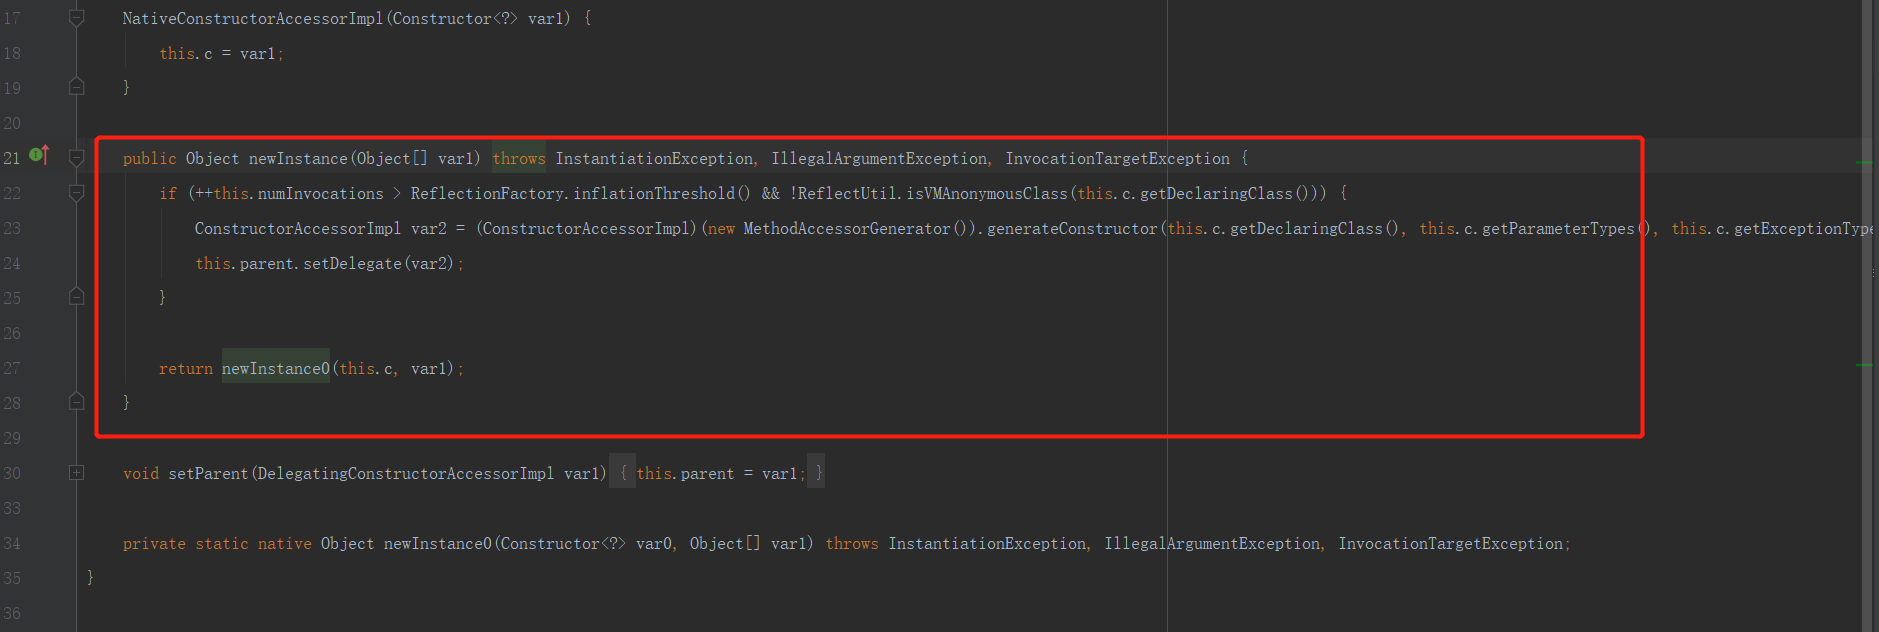 17 NativeConstructorAccessorImpl(Constructor<?> var1) {
18 this.c = var1;
19 }
20
21 public Object newInstance(Object[] var1) throws InstantiationException, IllegalArgumentException, InvocationTargetException {
22 if (++this.numInvocations > ReflectionFactory.inflationThreshold() && !ReflectUtil.isVMAnonymousClass(this.c.getDeclaringClass())) {
23 ConstructorAccessorImpl var2 = (ConstructorAccessorImpl)(new MethodAccessorGenerator()).generateConstructor(this.c.getDeclaringClass(), this.c.getParameterTypes(), this.c.getExceptionType
24 this.parent.setDelegate(var2);
25 }
26
27 return newInstance0(this.c, var1);
28 }
29
30 void setParent(DelegatingConstructorAccessorImpl var1) { this.parent = var1; }
33
34 private static native Object newInstance0(Constructor<?> var0, Object[] var1) throws InstantiationException, IllegalArgumentException, InvocationTargetException;
35 }
36